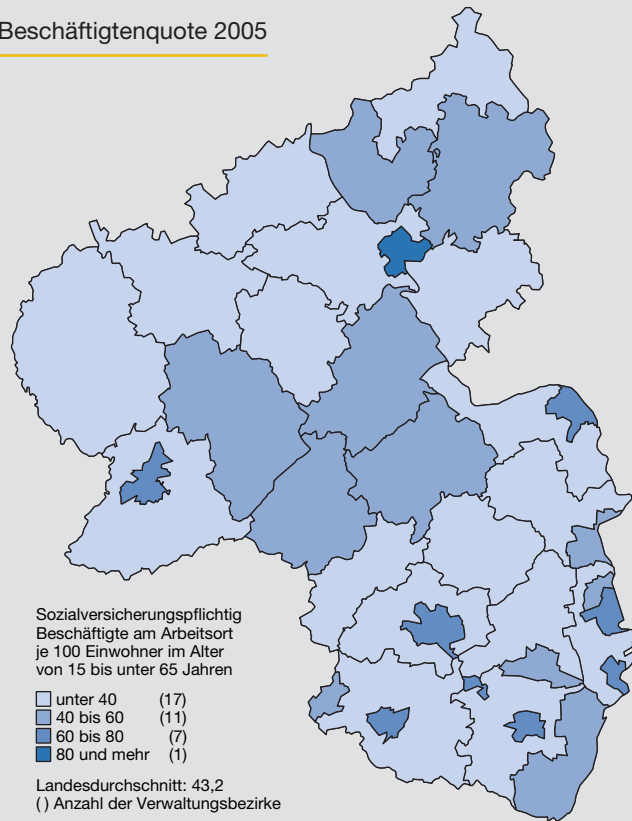 Beschäftigtenquote 2005
Sozialversicherungspflichtig
Beschäftigte am Arbeitsort
je 100 Einwohner im Alter
von 15 bis unter 65 Jahren
unter 40 (17)
40 bis 60 (11)
60 bis 80 (7)
80 und mehr (1)
Landesdurchschnitt: 43,2
( ) Anzahl der Verwaltungsbezirke